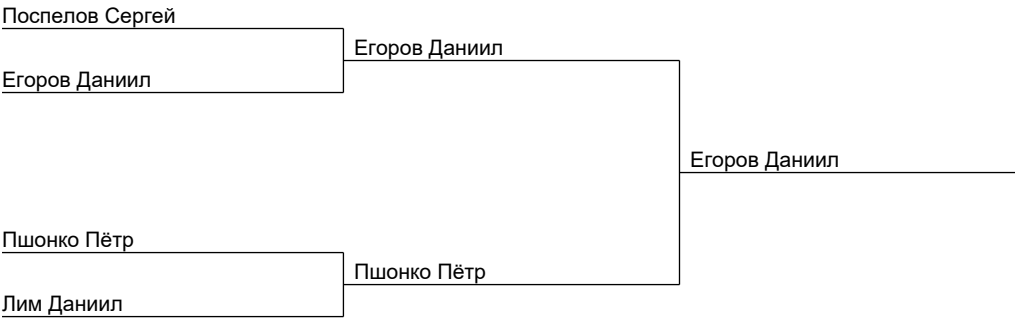 Поспелов Сергей
Егоров Даниил
Егоров Даниил
Егоров Даниил
Пшонко Пётр
Пшонко Пётр
Лим Даниил